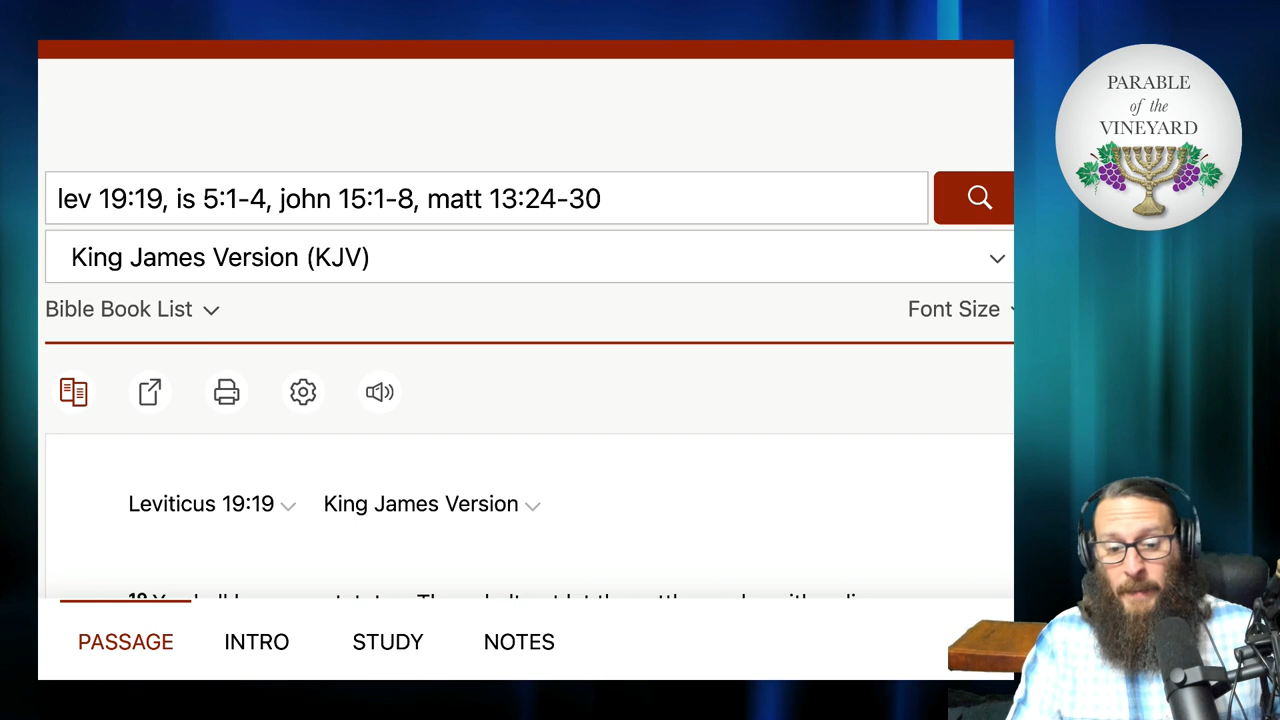 PARABLE
of the
VINEYARD
lev 19:19, is 5:1-4, john 15:1-8, matt 13:24-30
King James Version (KJV)
Bible Book List
Font Size
Leviticus 19:19 King James Version
PASSAGE INTRO STUDY NOTES